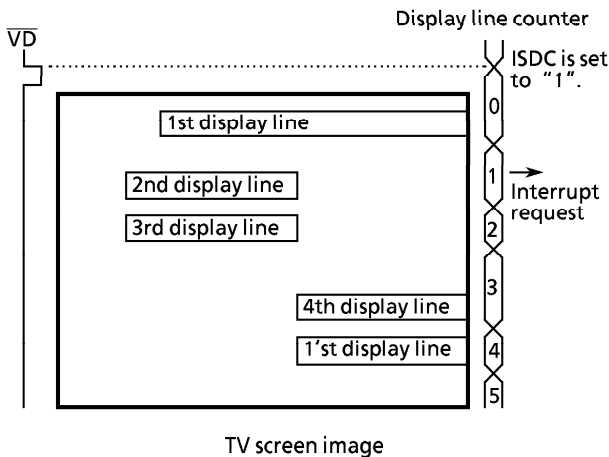 Display line counter
VD
ISDC is set
to "1".
0
1st display line
1
2nd display line
Interrupt
request
3rd display line
2
3
4th display line
1'st display line
4
5
TV screen image